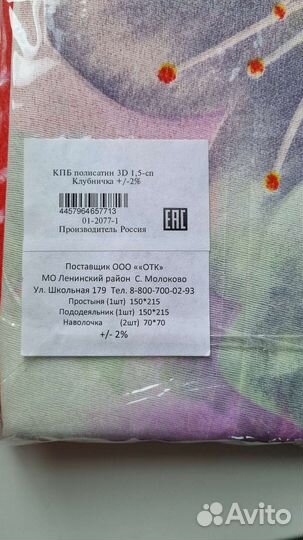 КПБ полисатин 3D 1,5-сп
Клубничка +/-2%
4457964657713
01-2077-1
Производитель Россия
EAC
Поставщик ООО ««ОТК»
МО Ленинский район С. Молоково
Ул. Школьная 179 Тел. 8-800-700-02-93
Простыня (1шт) 150*215
Пододеяльник (1шт) 150*215
Наволочка (2шт) 70*70
+/- 2%
Avito